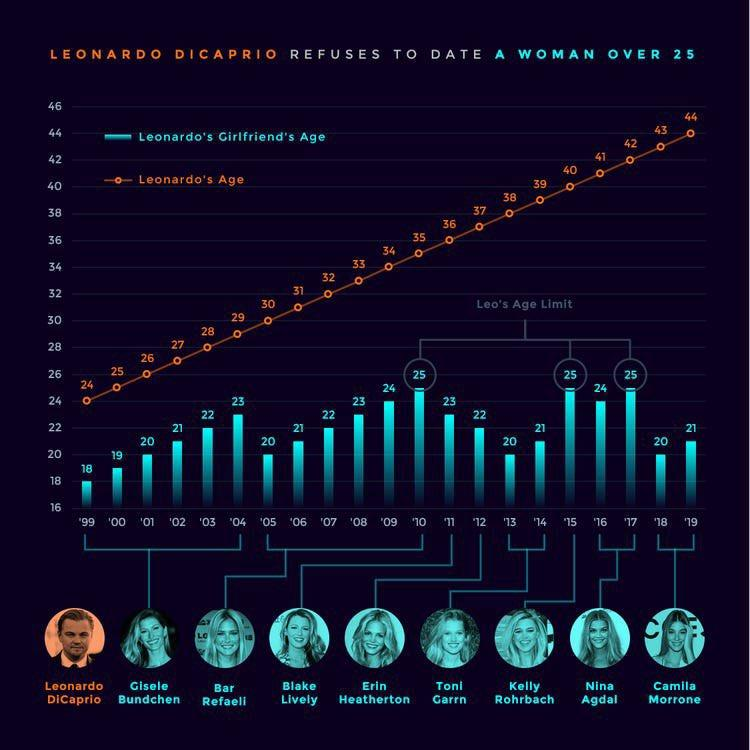 LEONARDO DICAPRIO REFUSES TO DATE A WOMAN OVER 25
46
44
42
40
38
36
34
32
30
28
26
24
22
20
18
16
Leonardo's Girlfriend's Age
Leonardo's Age
24 25 26 27 28 29 30 31 32 33 34 35 36 37 38 39 40 41 42 43 44
Leo's Age Limit
18 19 20 21 22 23 20 21 22 23 24 25 23 22 20 21 25 24 25 20 21
'99 '00 '01 '02 '03 '04 '05 '06 '07 '08 '09 '10 '11 '12 '13 '14 '15 '16 '17 '18 '19
Leonardo
DiCaprio
Gisele
Bundchen
Bar
Refaeli
Blake
Lively
Erin
Heatherton
Toni
Garrn
Kelly
Rohrbach
Nina
Agdal
Camila
Morrone